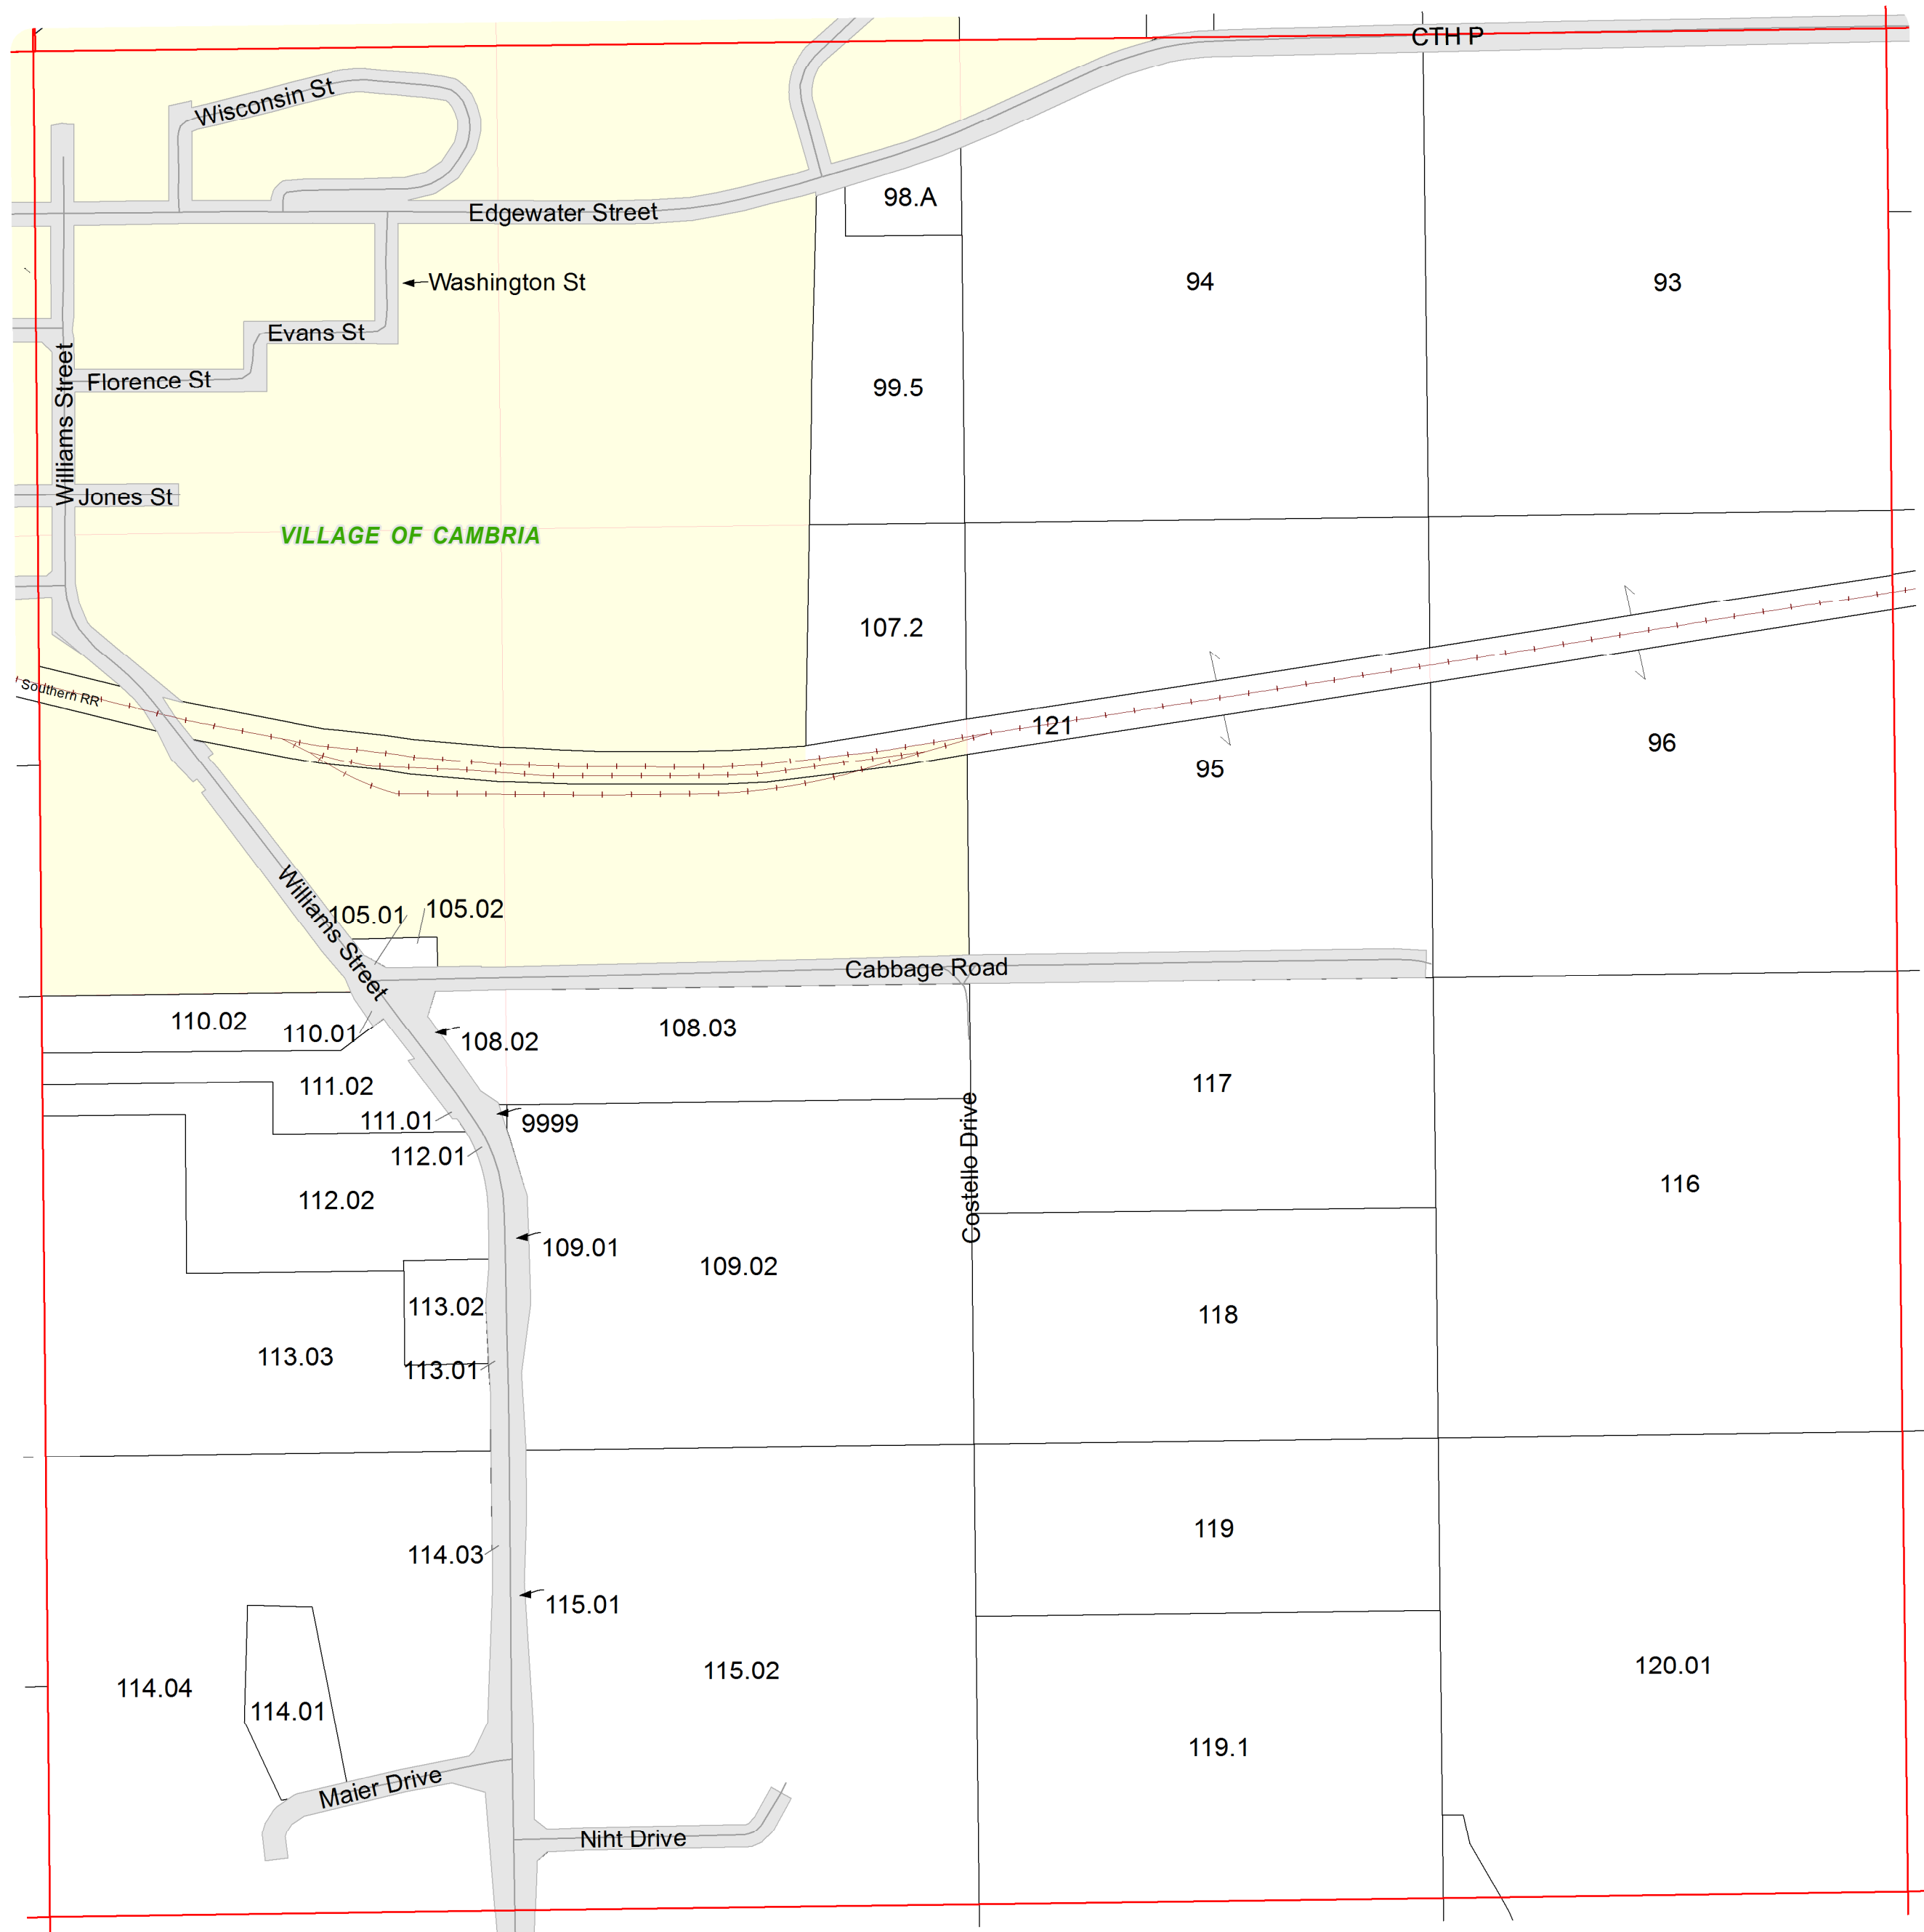 CTH P
Wisconsin St
98.A
Edgewater Street
Washington St
94
93
Evans St
Williams Street
Florence St
99.5
Jones St
VILLAGE OF CAMBRIA
107.2
Southern RR
121
96
95
Williams Street
105.01
105.02
Cabbage Road
110.02
110.01
108.02
108.03
111.02
117
111.01
9999
Costello Drive
112.01
116
112.02
109.01
109.02
113.02
118
113.03
113.01
119
114.03
115.01
120.01
115.02
114.04
114.01
119.1
Maier Drive
Niht Drive